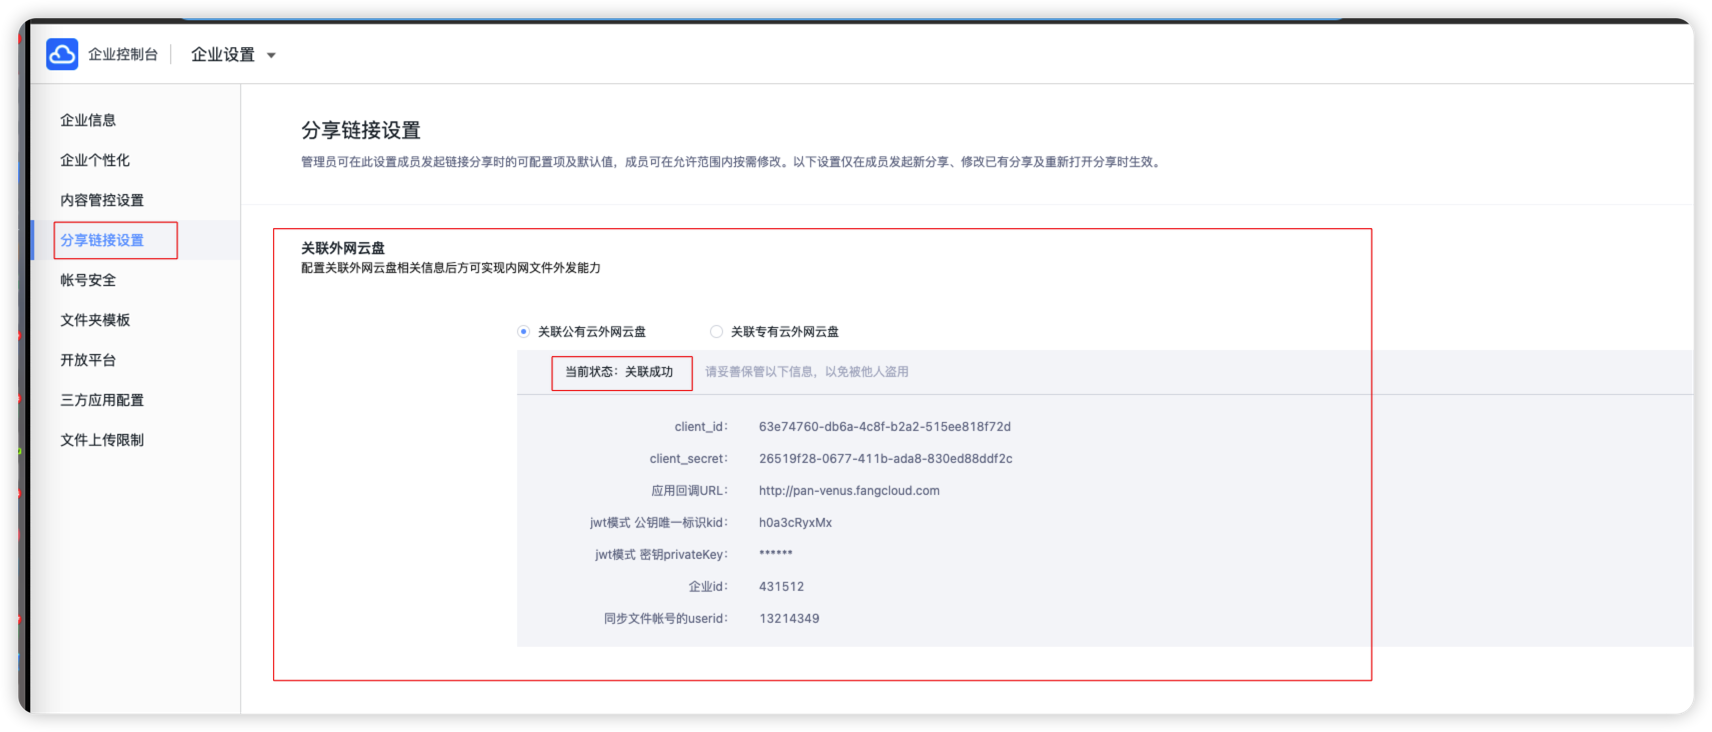 企业控制台 企业设置
企业信息
企业个性化
内容管控设置
分享链接设置
帐号安全
文件夹模板
开放平台
三方应用配置
文件上传限制
分享链接设置
管理员可在此设置成员发起链接分享时的可配置项及默认值，成员可在允许范围内按需修改。以下设置仅在成员发起新分享、修改已有分享及重新打开分享时生效。
关联外网云盘
配置关联外网云盘相关信息后方可实现内网文件外发能力
关联公有云外网云盘 关联专有云外网云盘
当前状态：关联成功 请妥善保管以下信息，以免被他人盗用
client_id： 63e74760-db6a-4c8f-b2a2-515ee818f72d
client_secret： 26519f28-0677-411b-ada8-830ed88ddf2c
应用回调URL： http://pan-venus.fangcloud.com
jwt模式 公钥唯一标识kid： h0a3cRyxMx
jwt模式 密钥privateKey： ******
企业id： 431512
同步文件帐号的userid： 13214349